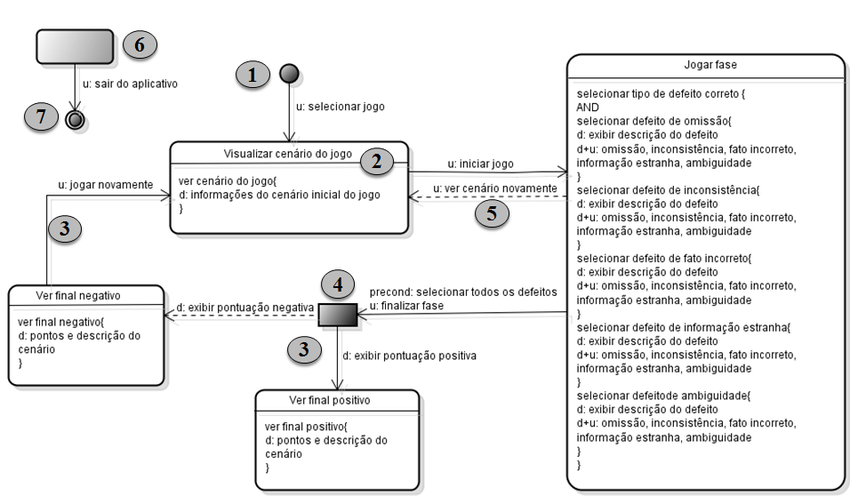 6
u: sair do aplicativo
7
1
u: selecionar jogo
Visualizar cenário do jogo
2
ver cenário do jogo{
d: informações do cenário inicial do jogo
}
u: iniciar jogo
u: ver cenário novamente
5
u: jogar novamente
3
Ver final negativo
ver final negativo{
d: pontos e descrição do
cenário
}
d: exibir pontuação negativa
4
precond: selecionar todos os defeitos
u: finalizar fase
3
d: exibir pontuação positiva
Ver final positivo
ver final positivo{
d: pontos e descrição do
cenário
}
Jogar fase
selecionar tipo de defeito correto {
AND
selecionar defeito de omissão{
d: exibir descrição do defeito
d+u: omissão, inconsistência, fato incorreto,
informação estranha, ambiguidade
}
selecionar defeito de inconsistência{
d: exibir descrição do defeito
d+u: omissão, inconsistência, fato incorreto,
informação estranha, ambiguidade
}
selecionar defeito de fato incorreto{
d: exibir descrição do defeito
d+u: omissão, inconsistência, fato incorreto,
informação estranha, ambiguidade
}
selecionar defeito de informação estranha{
d: exibir descrição do defeito
d+u: omissão, inconsistência, fato incorreto,
informação estranha, ambiguidade
}
selecionar defeitode ambiguidade{
d: exibir descrição do defeito
d+u: omissão, inconsistência, fato incorreto,
informação estranha, ambiguidade
}
}